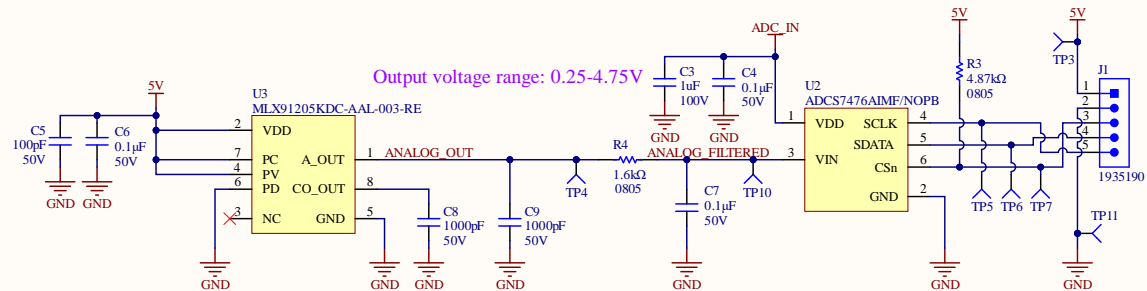 5V
C5
100pF
50V
C6
0.1µF
50V
GND
GND
U3
MLX91205KDC-AAL-003-RE
2
VDD
7
PC
4
PV
6
PD
3
NC
A_OUT
1
CO_OUT
8
GND
5
GND
GND
ANALOG_OUT
C8
1000pF
50V
GND
C9
1000pF
50V
GND
Output voltage range: 0.25-4.75V
TP4
R4
1.6kΩ
0805
ANALOG_FILTERED
C7
0.1µF
50V
GND
TP10
ADC_IN
C3
1uF
100V
GND
C4
0.1µF
50V
GND
U2
ADCS7476AIMF/NOPB
1
VDD
3
VIN
SCLK
4
SDATA
5
CSn
6
GND
2
GND
5V
R3
4.87kΩ
0805
TP5
TP6
TP7
5V
TP3
J1
1
2
3
4
5
1935190
TP11
GND